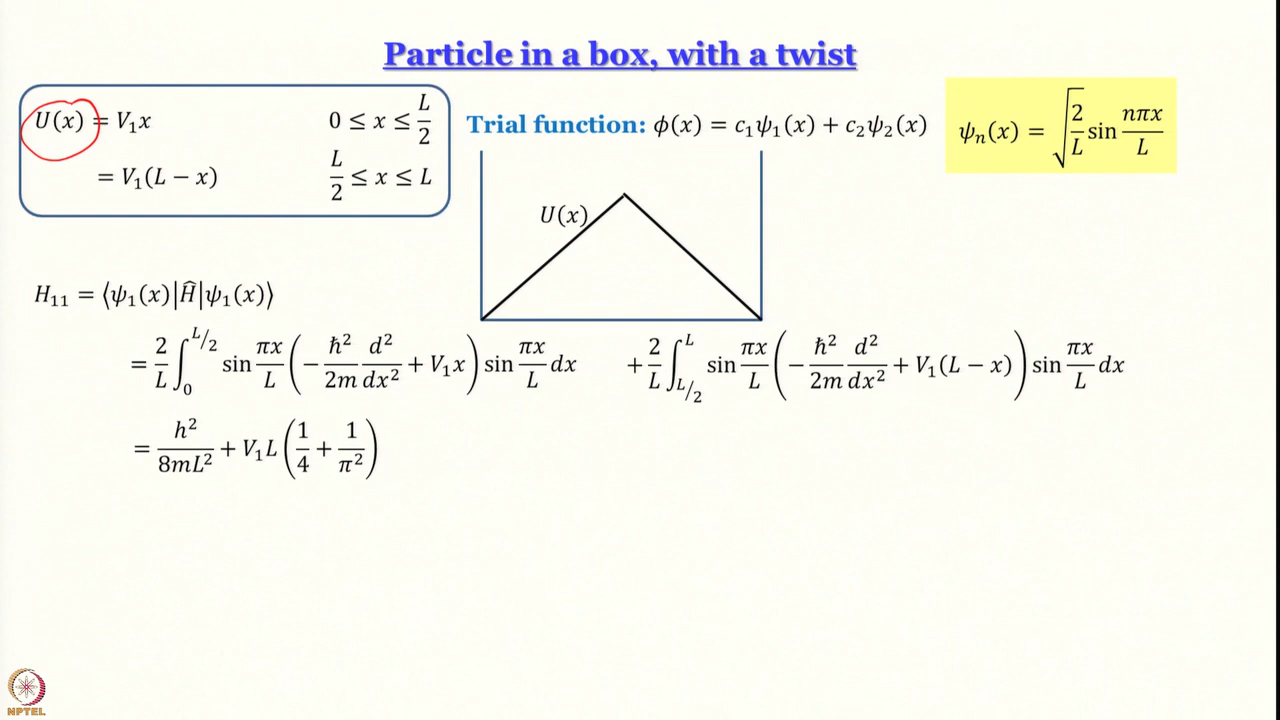 Particle in a box, with a twist
U(x) = V₁x 0 ≤ x ≤ L/2
= V₁(L − x) L/2 ≤ x ≤ L
Trial function: ϕ(x) = c₁ψ₁(x) + c₂ψ₂(x)
ψₙ(x) = √(2/L) sin nπx/L
U(x)
H₁₁ = ⟨ψ₁(x)|Ĥ|ψ₁(x)⟩
= 2/L ∫₀^{L/2} sin πx/L (−ħ²/2m d²/dx² + V₁x) sin πx/L dx + 2/L ∫_{L/2}^{L} sin πx/L (−ħ²/2m d²/dx² + V₁(L − x)) sin πx/L dx
= h²/8mL² + V₁L (1/4 + 1/π²)
NPTEL